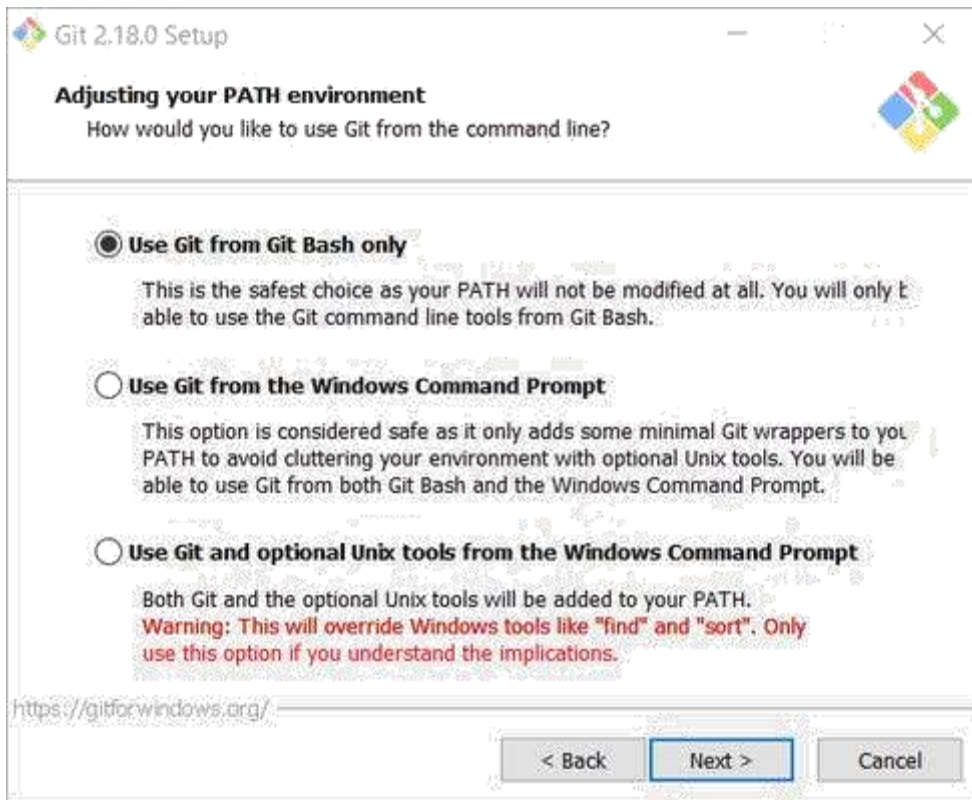 Git 2.18.0 Setup
Adjusting your PATH environment
How would you like to use Git from the command line?
Use Git from Git Bash only
This is the safest choice as your PATH will not be modified at all. You will only b
able to use the Git command line tools from Git Bash.
Use Git from the Windows Command Prompt
This option is considered safe as it only adds some minimal Git wrappers to you
PATH to avoid cluttering your environment with optional Unix tools. You will be
able to use Git from both Git Bash and the Windows Command Prompt.
Use Git and optional Unix tools from the Windows Command Prompt
Both Git and the optional Unix tools will be added to your PATH.
Warning: This will override Windows tools like "find" and "sort". Only
use this option if you understand the implications.
https://gitforwindows.org/
< Back Next > Cancel